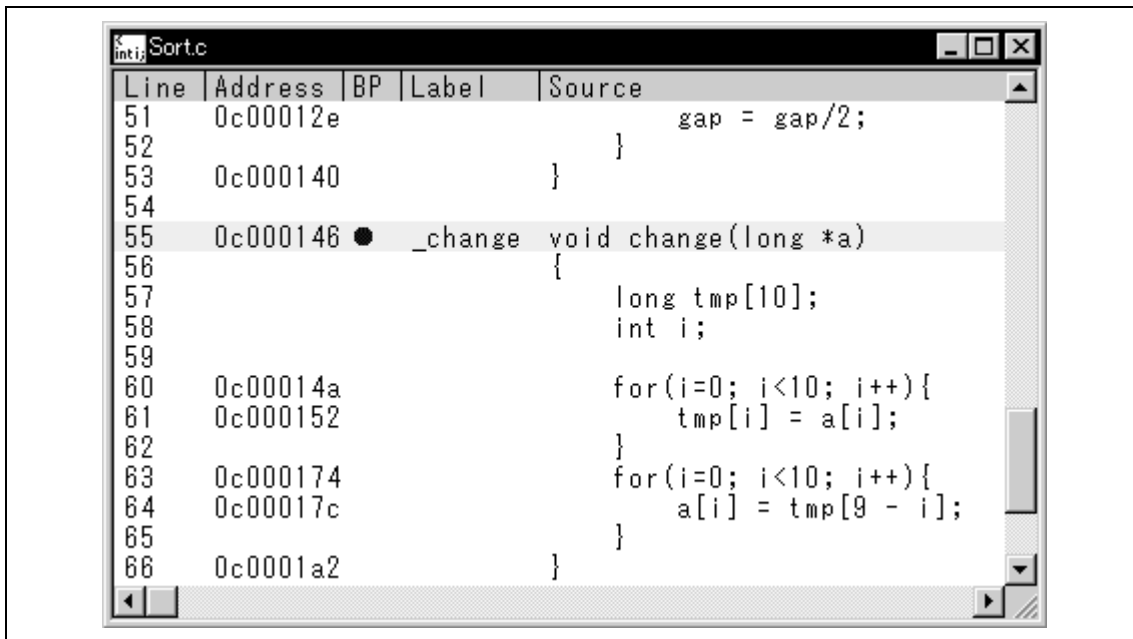 inti; Sort.c
Line Address BP Label Source
51 0c00012e gap = gap/2;
52 }
53 0c000140 }
54
55 0c000146 ● _change void change(long *a)
56 {
57 long tmp[10];
58 int i;
59
60 0c00014a for(i=0; i<10; i++){
61 0c000152 tmp[i] = a[i];
62 }
63 0c000174 for(i=0; i<10; i++){
64 0c00017c a[i] = tmp[9 - i];
65 }
66 0c0001a2 }